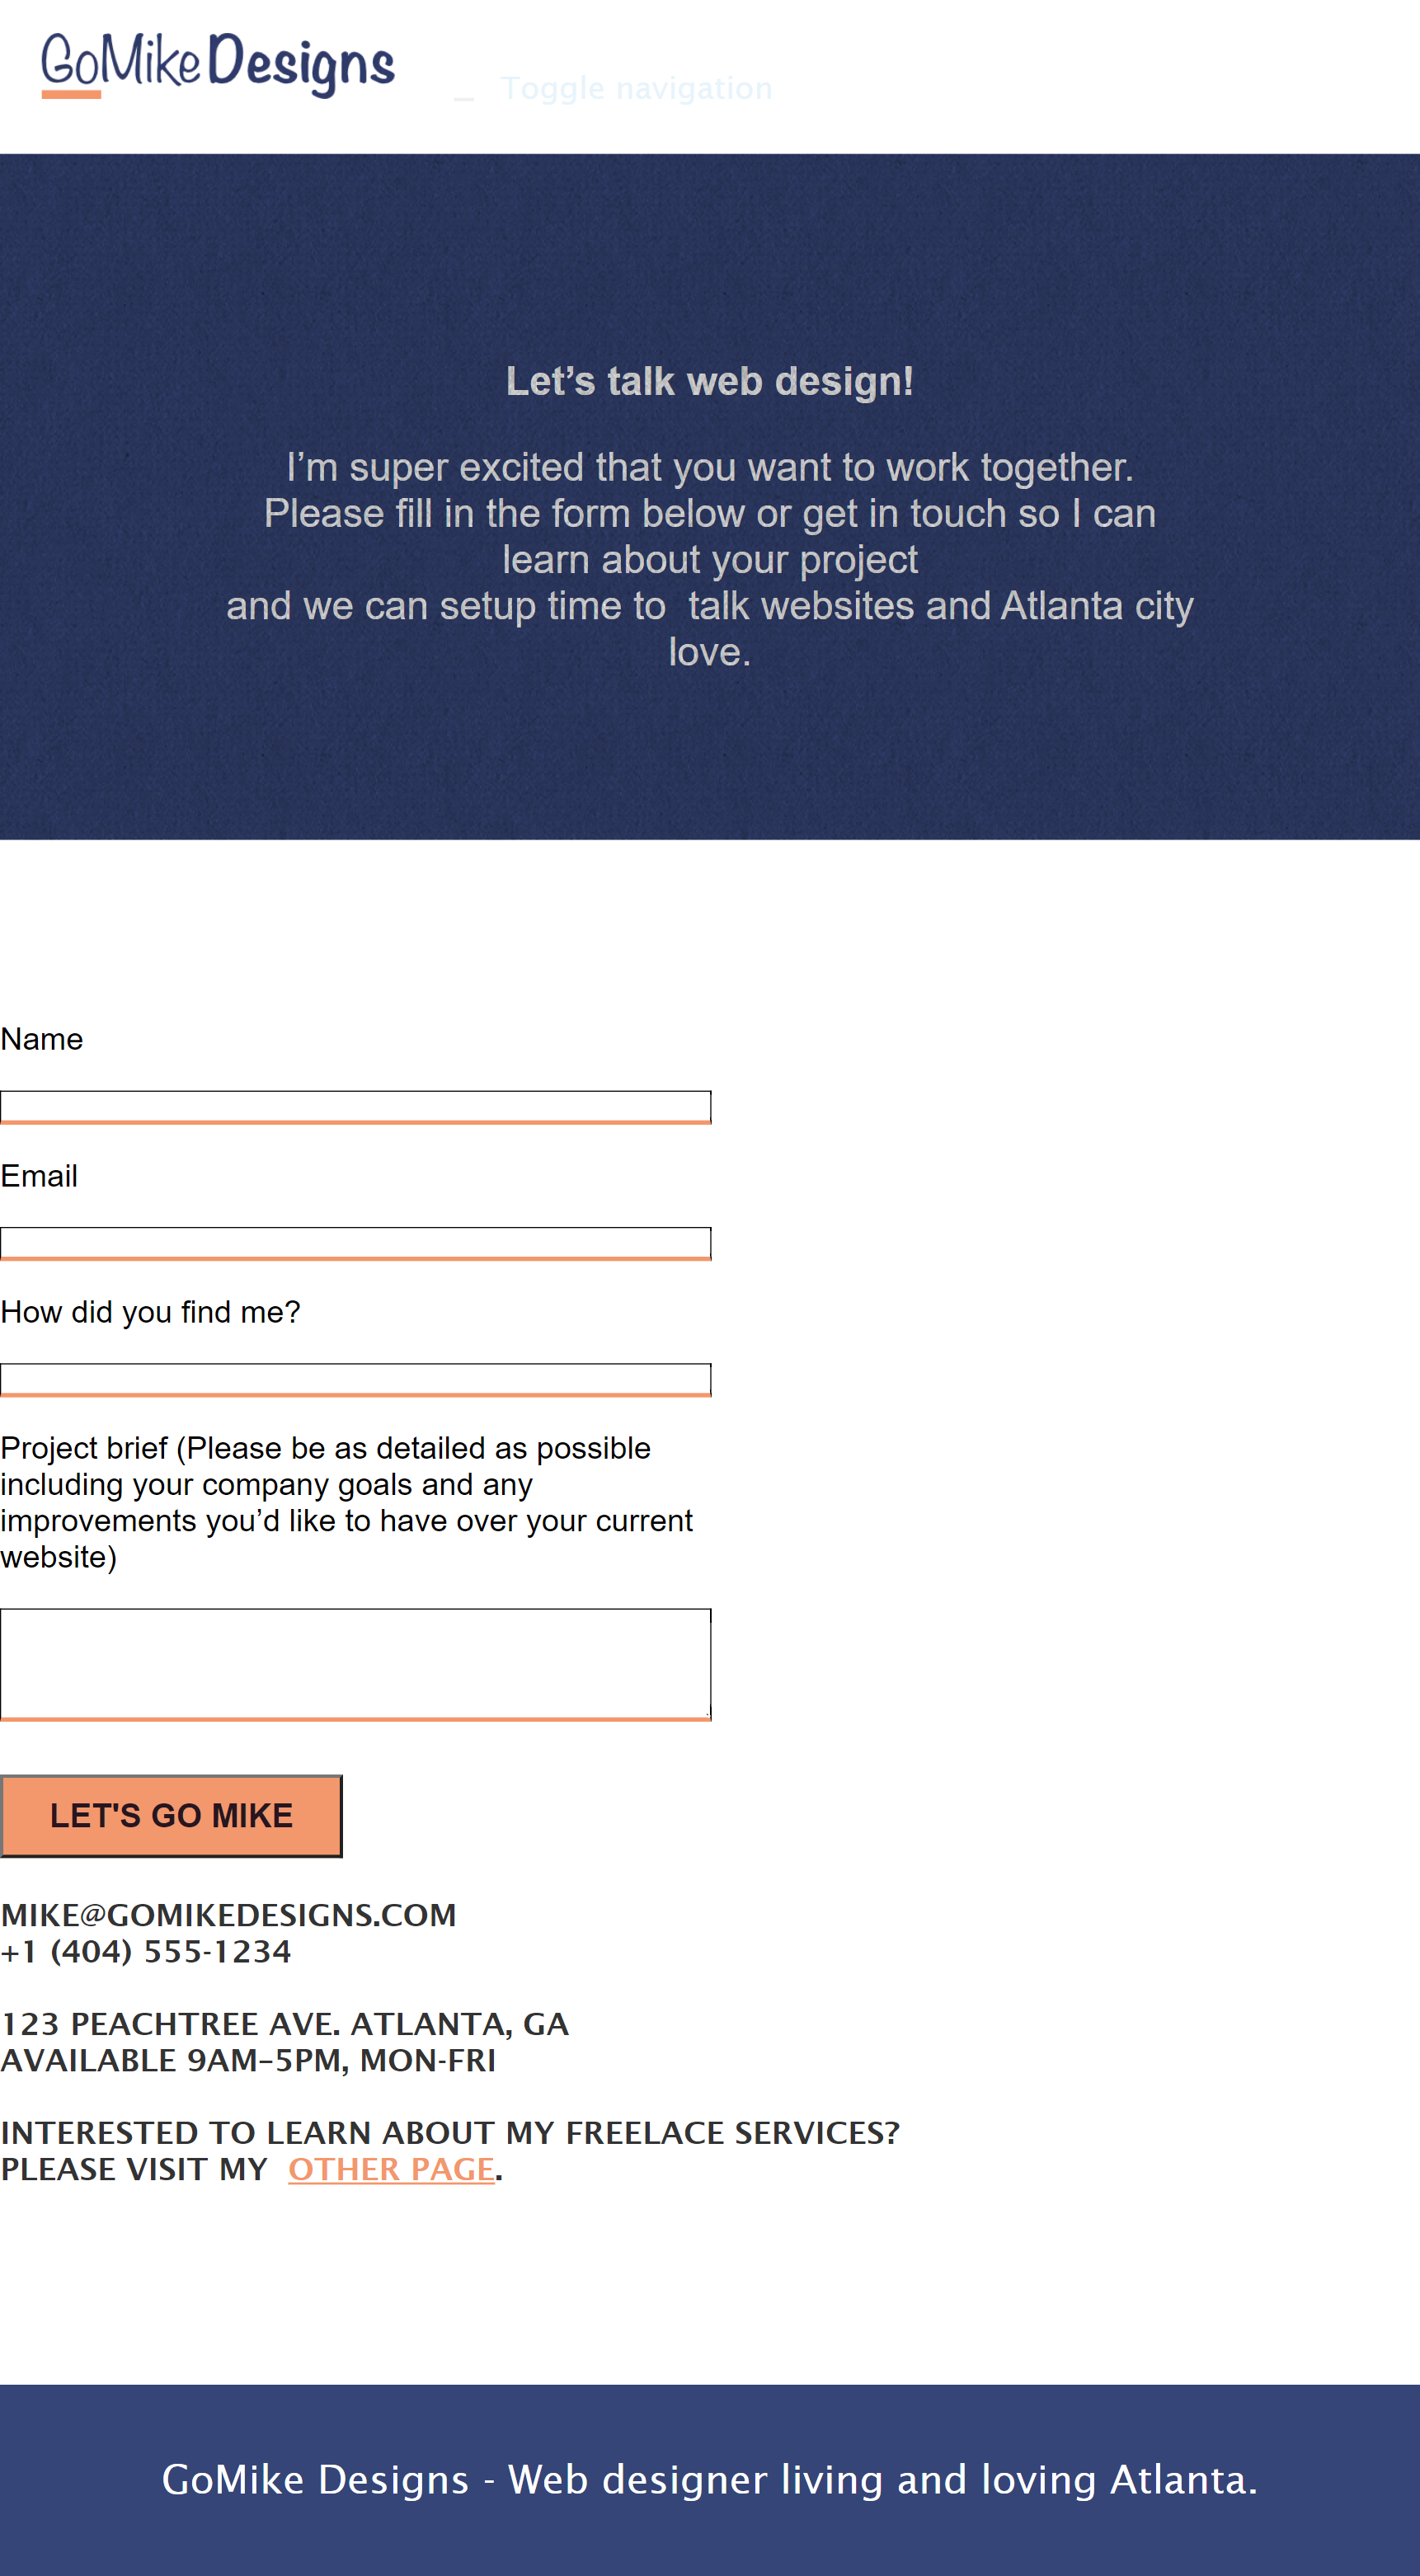 GoMike Designs
Toggle navigation
Let’s talk web design!
I’m super excited that you want to work together.
Please fill in the form below or get in touch so I can
learn about your project
and we can setup time to  talk websites and Atlanta city
love.
Name
Email
How did you find me?
Project brief (Please be as detailed as possible
including your company goals and any
improvements you’d like to have over your current
website)
LET'S GO MIKE
MIKE@GOMIKEDESIGNS.COM
+1 (404) 555-1234
123 PEACHTREE AVE. ATLANTA, GA
AVAILABLE 9AM–5PM, MON-FRI
INTERESTED TO LEARN ABOUT MY FREELACE SERVICES?
PLEASE VISIT MY  OTHER PAGE.
GoMike Designs - Web designer living and loving Atlanta.